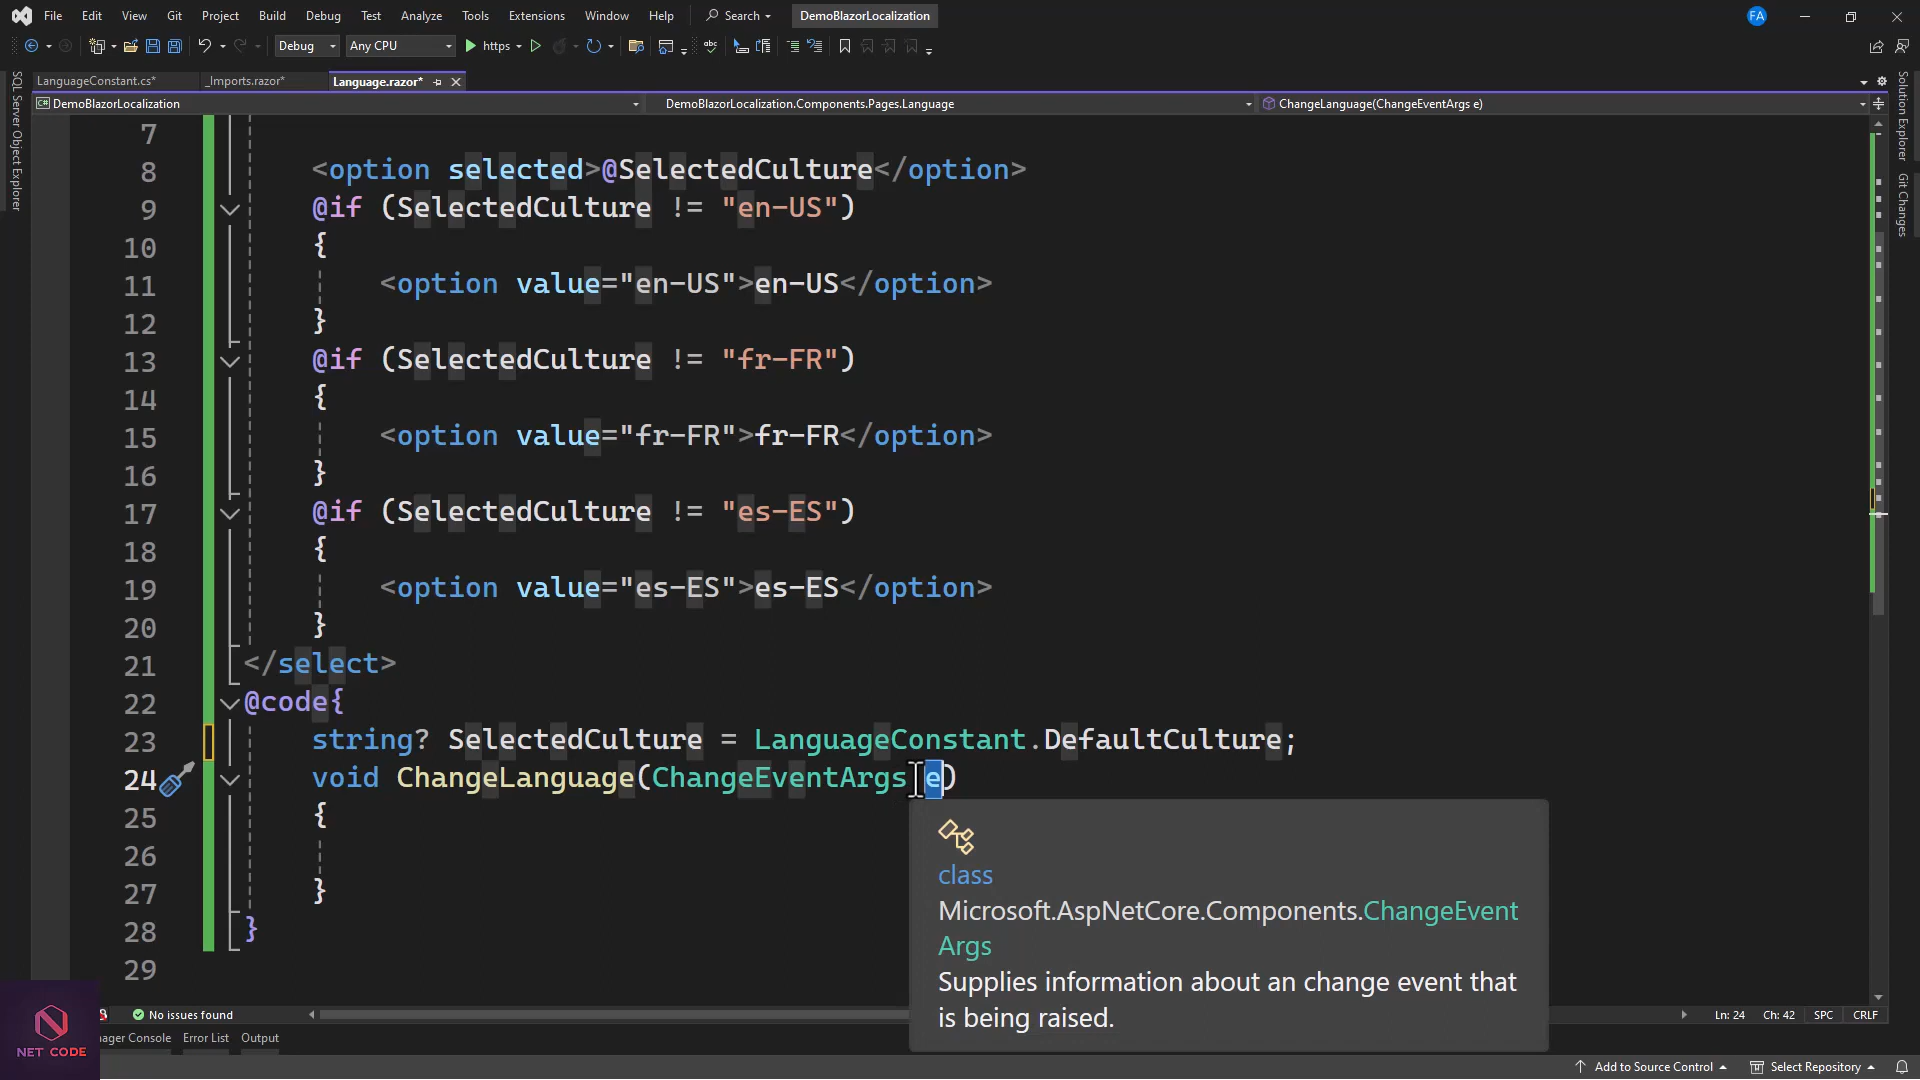 File Edit View Git Project Build Debug Test Analyze Tools Extensions Window Help Search DemoBlazorLocalization FA
Debug Any CPU https
LanguageConstant.cs* _Imports.razor* Language.razor*
DemoBlazorLocalization DemoBlazorLocalization.Components.Pages.Language ChangeLanguage(ChangeEventArgs e)
SQL Server Object Explorer
Solution Explorer
Git Changes
7
8 <option selected>@SelectedCulture</option>
9 @if (SelectedCulture != "en-US")
10 {
11 <option value="en-US">en-US</option>
12 }
13 @if (SelectedCulture != "fr-FR")
14 {
15 <option value="fr-FR">fr-FR</option>
16 }
17 @if (SelectedCulture != "es-ES")
18 {
19 <option value="es-ES">es-ES</option>
20 }
21 </select>
22 @code{
23 string? SelectedCulture = LanguageConstant.DefaultCulture;
24 void ChangeLanguage(ChangeEventArgs e)
25 {
26
27 }
28 }
29
class
Microsoft.AspNetCore.Components.ChangeEvent
Args
Supplies information about an change event that
is being raised.
No issues found Ln: 24 Ch: 42 SPC CRLF
ager Console Error List Output
NET CODE
Add to Source Control Select Repository